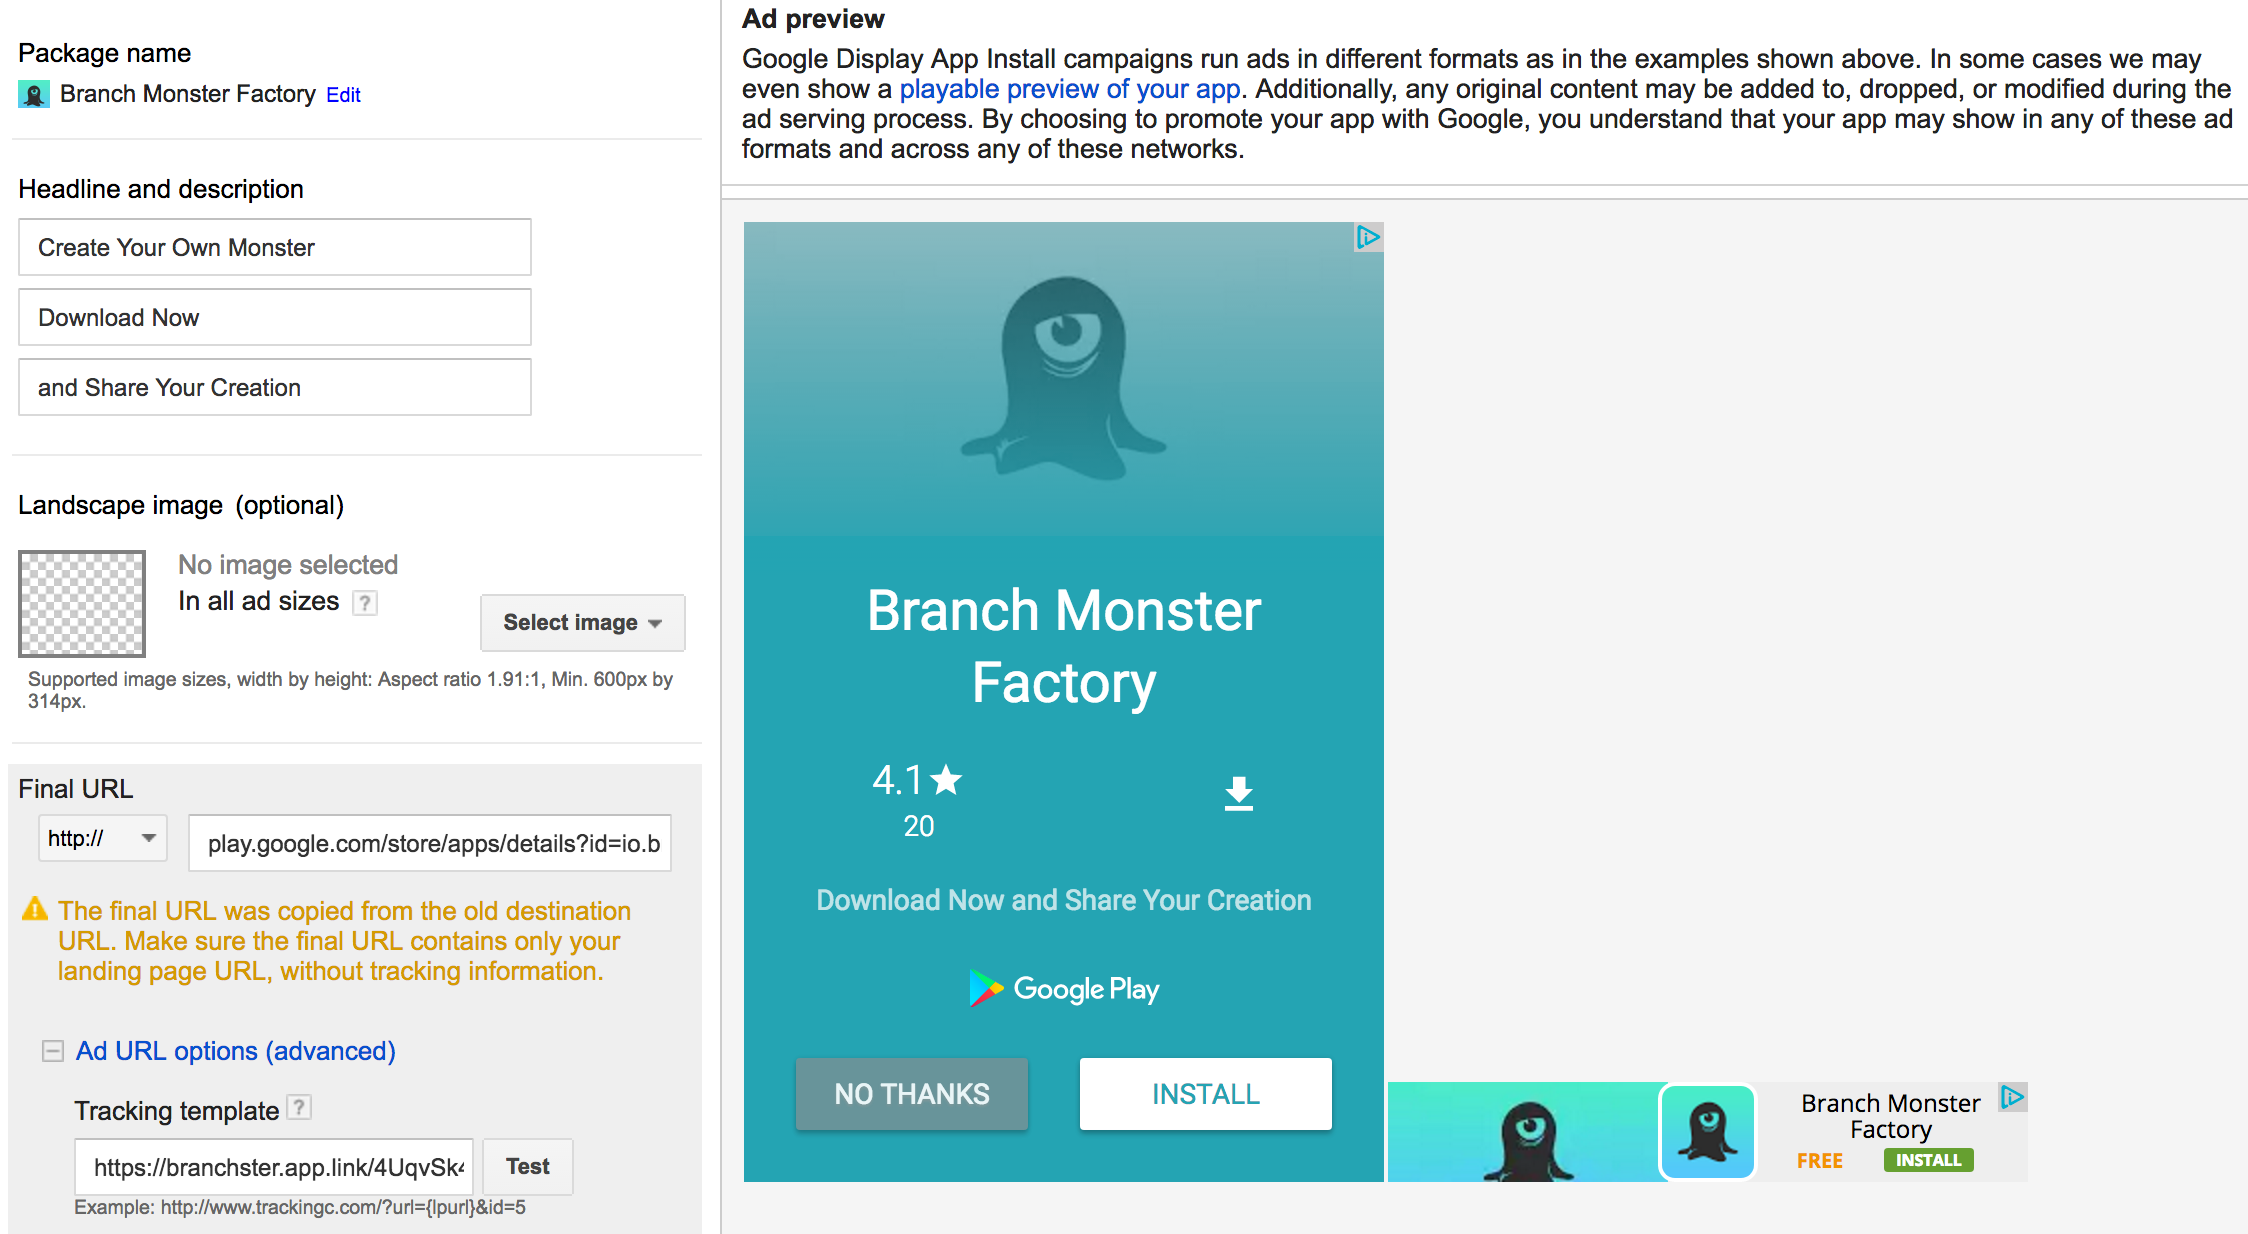 Package name
Branch Monster Factory Edit
Headline and description
Create Your Own Monster
Download Now
and Share Your Creation
Landscape image (optional)
No image selected
In all ad sizes ?
Select image
Supported image sizes, width by height: Aspect ratio 1.91:1, Min. 600px by
314px.
Final URL
http://
play.google.com/store/apps/details?id=io.b
The final URL was copied from the old destination
URL. Make sure the final URL contains only your
landing page URL, without tracking information.
Ad URL options (advanced)
Tracking template ?
https://branchster.app.link/4UqvSk4
Test
Example: http://www.trackingc.com/?url={lpurl}&id=5
Ad preview
Google Display App Install campaigns run ads in different formats as in the examples shown above. In some cases we may
even show a playable preview of your app. Additionally, any original content may be added to, dropped, or modified during the
ad serving process. By choosing to promote your app with Google, you understand that your app may show in any of these ad
formats and across any of these networks.
Branch Monster
Factory
4.1
20
Download Now and Share Your Creation
Google Play
NO THANKS
INSTALL
Branch Monster
Factory
FREE
INSTALL